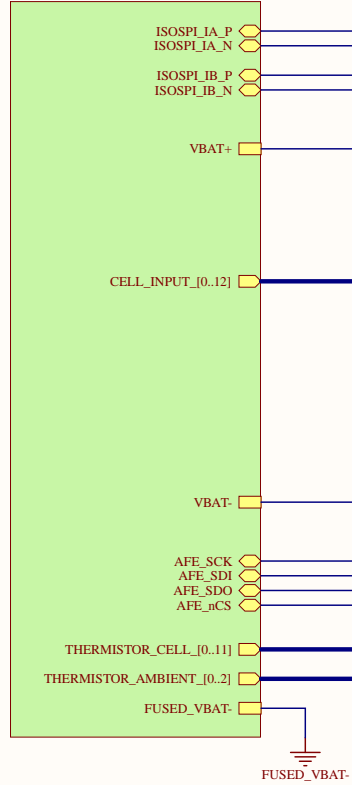 ISOSPI_IA_P
ISOSPI_IA_N
ISOSPI_IB_P
ISOSPI_IB_N
VBAT+
CELL_INPUT_[0..12]
VBAT-
AFE_SCK
AFE_SDI
AFE_SDO
AFE_nCS
THERMISTOR_CELL_[0..11]
THERMISTOR_AMBIENT_[0..2]
FUSED_VBAT-
FUSED_VBAT-